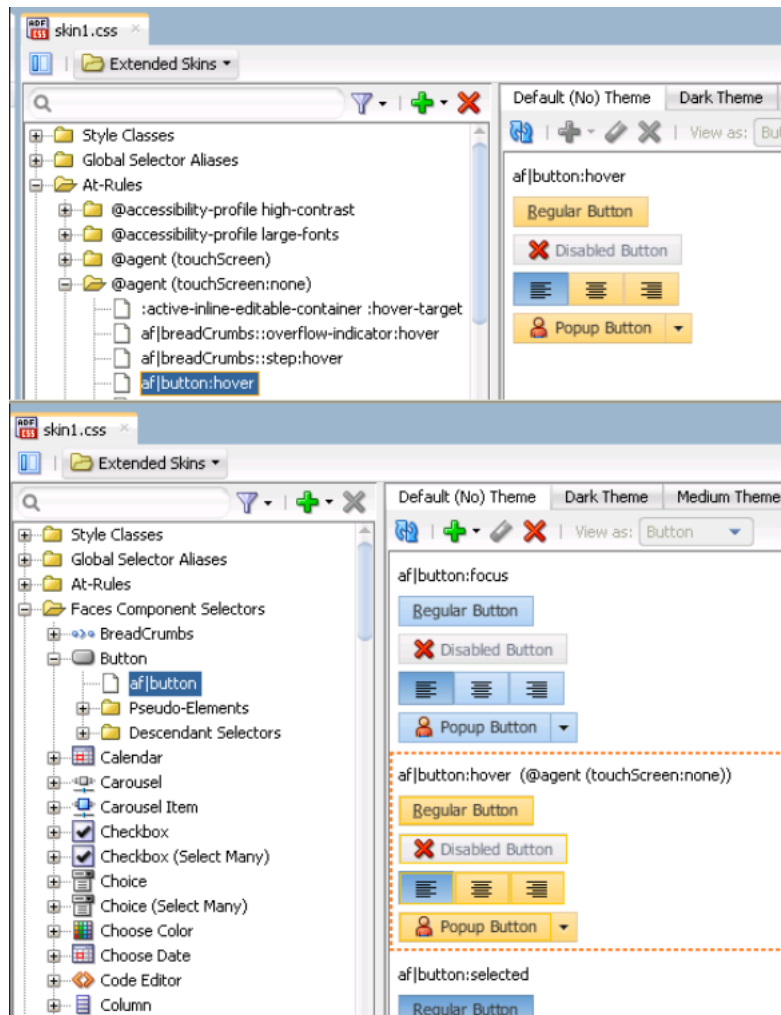 ADF CSS skin1.css
Extended Skins
Default (No) Theme Dark Theme
View as:
Style Classes
Global Selector Aliases
At-Rules
@accessibility-profile high-contrast
@accessibility-profile large-fonts
@agent (touchScreen)
@agent (touchScreen:none)
:active-inline-editable-container :hover-target
af|breadCrumbs::overflow-indicator:hover
af|breadCrumbs::step:hover
af|button:hover
af|button:hover
Regular Button
Disabled Button
Popup Button
ADF CSS skin1.css
Extended Skins
Default (No) Theme Dark Theme Medium Theme
View as: Button
Style Classes
Global Selector Aliases
At-Rules
Faces Component Selectors
BreadCrumbs
Button
af|button
Pseudo-Elements
Descendant Selectors
Calendar
Carousel
Carousel Item
Checkbox
Checkbox (Select Many)
Choice
Choice (Select Many)
Choose Color
Choose Date
Code Editor
Column
af|button:focus
Regular Button
Disabled Button
Popup Button
af|button:hover (@agent (touchScreen:none))
Regular Button
Disabled Button
Popup Button
af|button:selected
Regular Button